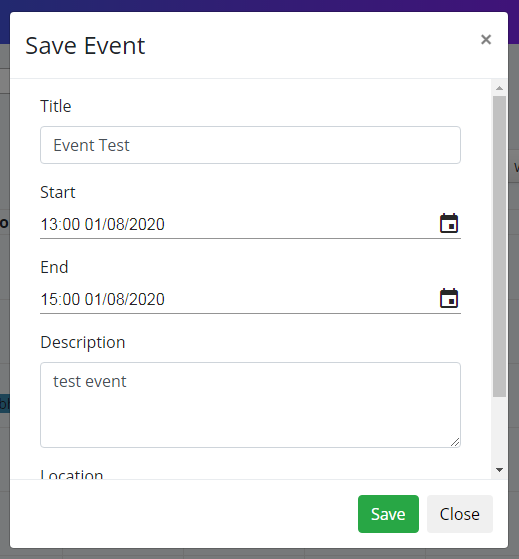 Save Event
×
Title
Event Test
Start
13:00 01/08/2020
End
15:00 01/08/2020
Description
test event
Location
Save
Close